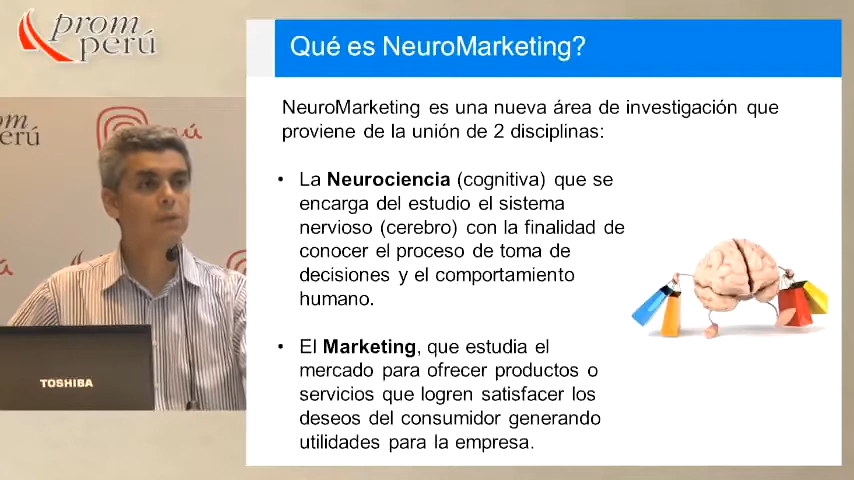 prom
perú
Qué es NeuroMarketing?
NeuroMarketing es una nueva área de investigación que
proviene de la unión de 2 disciplinas:
• La Neurociencia (cognitiva) que se
encarga del estudio el sistema
nervioso (cerebro) con la finalidad de
conocer el proceso de toma de
decisiones y el comportamiento
humano.
• El Marketing, que estudia el
mercado para ofrecer productos o
servicios que logren satisfacer los
deseos del consumidor generando
utilidades para la empresa.
om
erú
rú
TOSHIBA